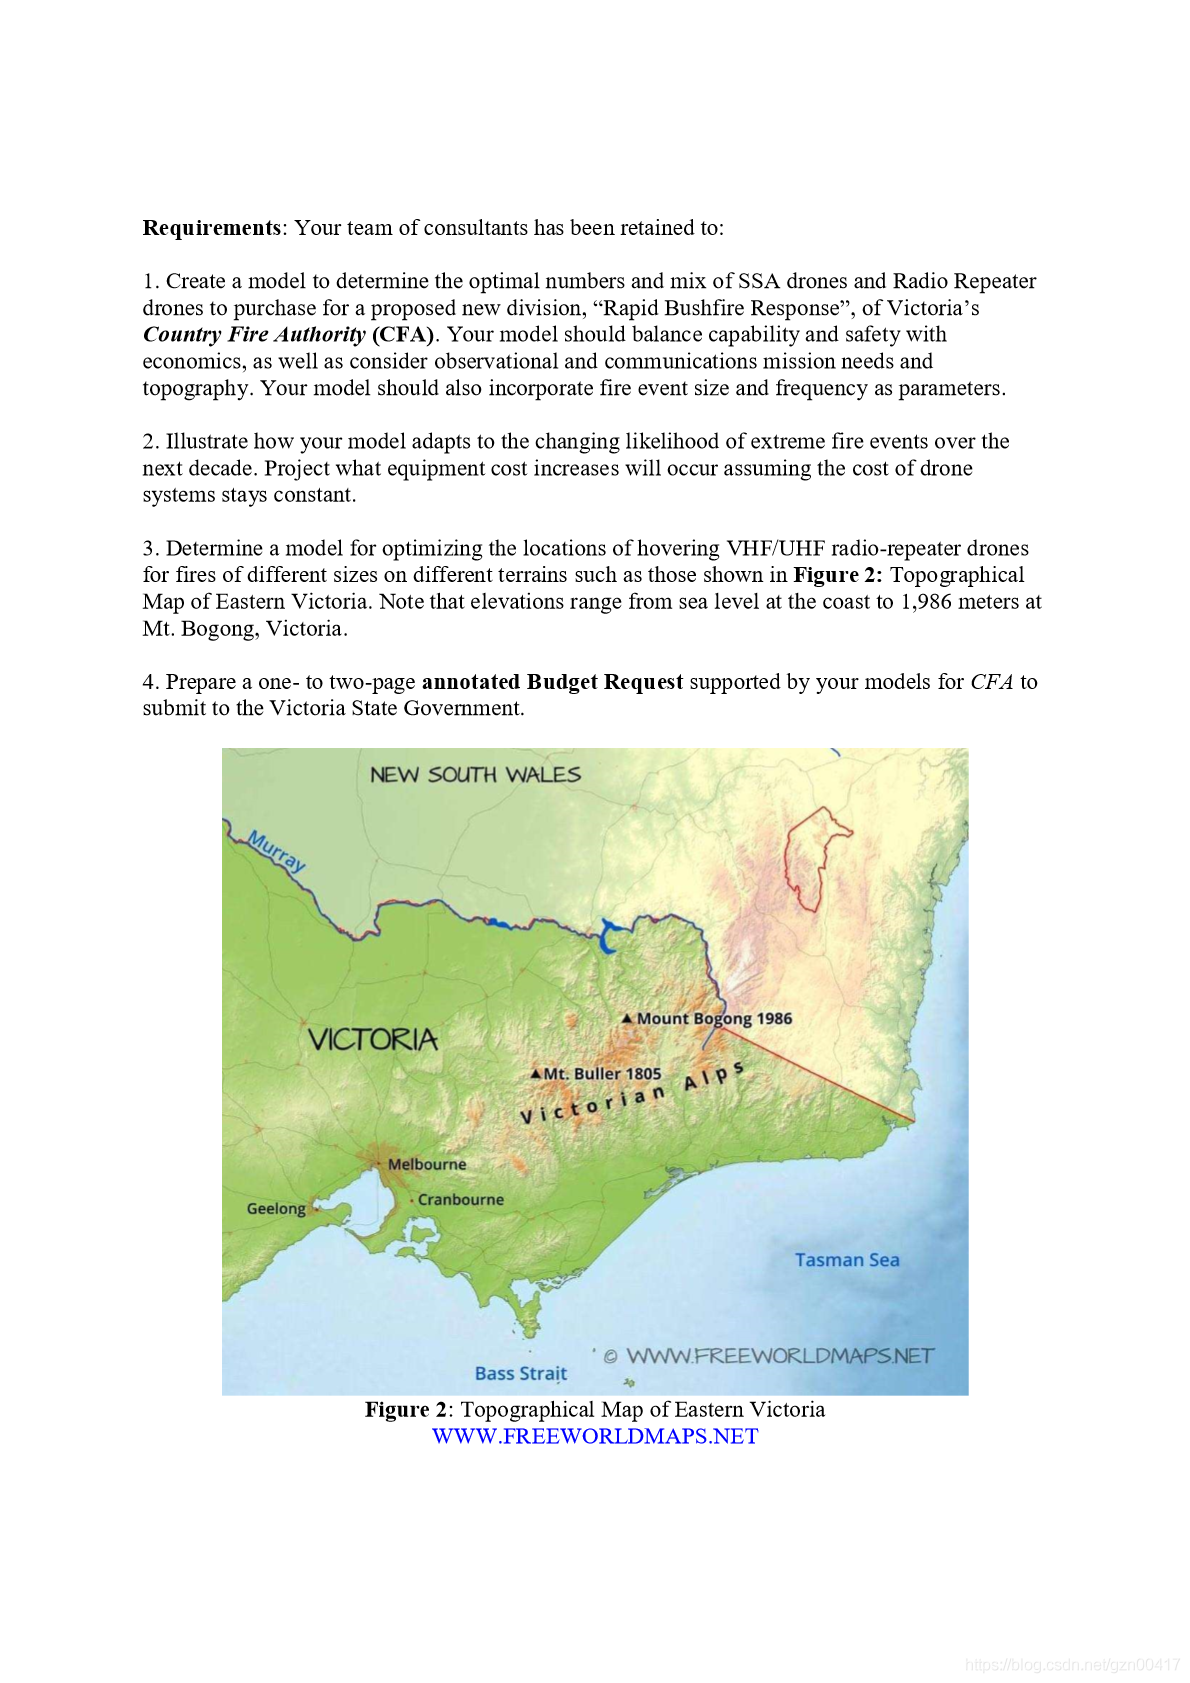 Requirements: Your team of consultants has been retained to:
1. Create a model to determine the optimal numbers and mix of SSA drones and Radio Repeater
drones to purchase for a proposed new division, “Rapid Bushfire Response”, of Victoria’s
Country Fire Authority (CFA). Your model should balance capability and safety with
economics, as well as consider observational and communications mission needs and
topography. Your model should also incorporate fire event size and frequency as parameters.
2. Illustrate how your model adapts to the changing likelihood of extreme fire events over the
next decade. Project what equipment cost increases will occur assuming the cost of drone
systems stays constant.
3. Determine a model for optimizing the locations of hovering VHF/UHF radio-repeater drones
for fires of different sizes on different terrains such as those shown in Figure 2: Topographical
Map of Eastern Victoria. Note that elevations range from sea level at the coast to 1,986 meters at
Mt. Bogong, Victoria.
4. Prepare a one- to two-page annotated Budget Request supported by your models for CFA to
submit to the Victoria State Government.
NEW SOUTH WALES
Murray
Mount Bogong 1986
VICTORIA
Mt. Buller 1805
Victorian Alps
Melbourne
Cranbourne
Geelong
Tasman Sea
© WWW.FREEWORLDMAPS.NET
Bass Strait
Figure 2: Topographical Map of Eastern Victoria
WWW.FREEWORLDMAPS.NET
https://blog.csdn.net/gzn00417